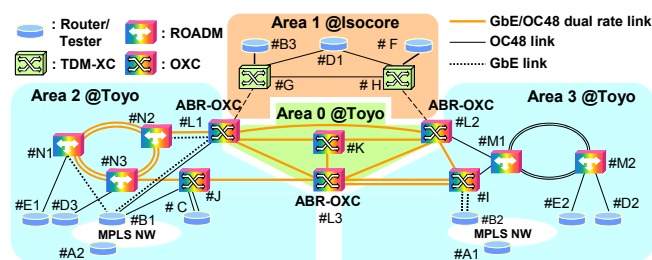 : Router/
Tester
: ROADM
: TDM-XC
: OXC
Area 1 @Isocore
#B3
#D1
# F
#G
# H
GbE/OC48 dual rate link
OC48 link
GbE link
Area 2 @Toyo
ABR-OXC
#L1
Area 0 @Toyo
ABR-OXC
#L2
Area 3 @Toyo
#N2
#N1
#N3
#K
#M1
#M2
#J
#I
ABR-OXC
#L3
#E1
#D3
#B1
# C
MPLS NW
#A2
#B2
MPLS NW
#A1
#E2
#D2